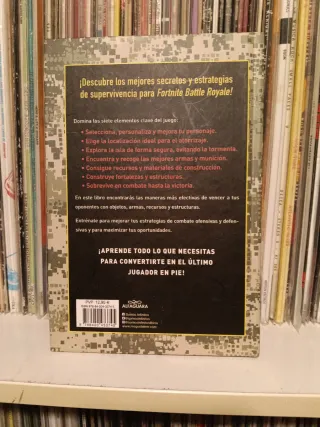 ¡Descubre los mejores secretos y estrategias
de supervivencia para Fortnite Battle Royale!
Domina los siete elementos clave del juego:
• Selecciona, personaliza y mejora tu personaje.
• Elige la localización ideal para el aterrizaje.
• Explora la isla de forma segura, evitando la tormenta.
• Encuentra y recoge las mejores armas y munición.
• Consigue recursos y materiales de construcción.
• Construye fortalezas y estructuras.
• Sobrevive en combate hasta la victoria.
En este libro encontrarás las maneras más efectivas de vencer a tus
oponentes con objetos, armas, recursos y estructuras.
Entrénate para mejorar tus estrategias de combate ofensivas y defen-
sivas y para maximizar tus oportunidades.
¡APRENDE TODO LO QUE NECESITAS
PARA CONVERTIRTE EN EL ÚLTIMO
JUGADOR EN PIE!
ALFAGUARA